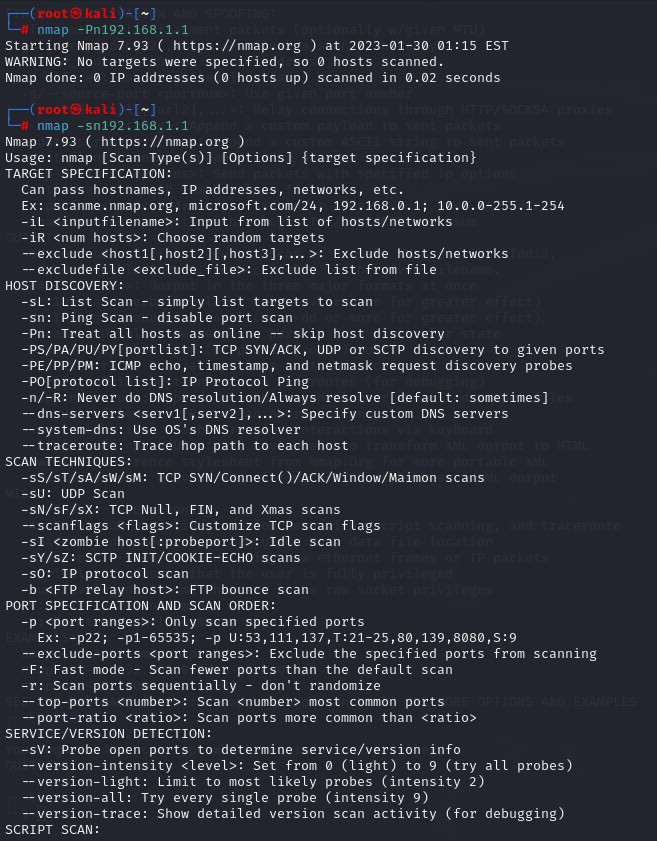 ┌──(root㉿kali)-[~]
└─# nmap -Pn192.168.1.1
Starting Nmap 7.93 ( https://nmap.org ) at 2023-01-30 01:15 EST
WARNING: No targets were specified, so 0 hosts scanned.
Nmap done: 0 IP addresses (0 hosts up) scanned in 0.02 seconds
┌──(root㉿kali)-[~]
└─# nmap -sn192.168.1.1
Nmap 7.93 ( https://nmap.org )
Usage: nmap [Scan Type(s)] [Options] {target specification}
TARGET SPECIFICATION:
  Can pass hostnames, IP addresses, networks, etc.
  Ex: scanme.nmap.org, microsoft.com/24, 192.168.0.1; 10.0.0-255.1-254
  -iL <inputfilename>: Input from list of hosts/networks
  -iR <num hosts>: Choose random targets
  --exclude <host1[,host2][,host3],...>: Exclude hosts/networks
  --excludefile <exclude_file>: Exclude list from file
HOST DISCOVERY:
  -sL: List Scan - simply list targets to scan
  -sn: Ping Scan - disable port scan
  -Pn: Treat all hosts as online -- skip host discovery
  -PS/PA/PU/PY[portlist]: TCP SYN/ACK, UDP or SCTP discovery to given ports
  -PE/PP/PM: ICMP echo, timestamp, and netmask request discovery probes
  -PO[protocol list]: IP Protocol Ping
  -n/-R: Never do DNS resolution/Always resolve [default: sometimes]
  --dns-servers <serv1[,serv2],...>: Specify custom DNS servers
  --system-dns: Use OS's DNS resolver
  --traceroute: Trace hop path to each host
SCAN TECHNIQUES:
  -sS/sT/sA/sW/sM: TCP SYN/Connect()/ACK/Window/Maimon scans
  -sU: UDP Scan
  -sN/sF/sX: TCP Null, FIN, and Xmas scans
  --scanflags <flags>: Customize TCP scan flags
  -sI <zombie host[:probeport]>: Idle scan
  -sY/sZ: SCTP INIT/COOKIE-ECHO scans
  -sO: IP protocol scan
  -b <FTP relay host>: FTP bounce scan
PORT SPECIFICATION AND SCAN ORDER:
  -p <port ranges>: Only scan specified ports
    Ex: -p22; -p1-65535; -p U:53,111,137,T:21-25,80,139,8080,S:9
  --exclude-ports <port ranges>: Exclude the specified ports from scanning
  -F: Fast mode - Scan fewer ports than the default scan
  -r: Scan ports sequentially - don't randomize
  --top-ports <number>: Scan <number> most common ports
  --port-ratio <ratio>: Scan ports more common than <ratio>
SERVICE/VERSION DETECTION:
  -sV: Probe open ports to determine service/version info
  --version-intensity <level>: Set from 0 (light) to 9 (try all probes)
  --version-light: Limit to most likely probes (intensity 2)
  --version-all: Try every single probe (intensity 9)
  --version-trace: Show detailed version scan activity (for debugging)
SCRIPT SCAN: